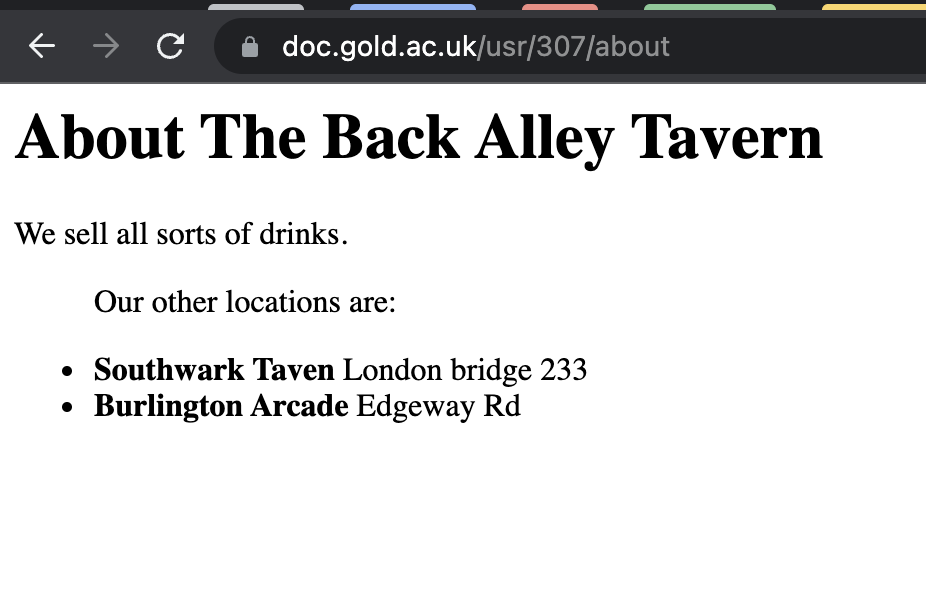 doc.gold.ac.uk/usr/307/about
About The Back Alley Tavern
We sell all sorts of drinks.
Our other locations are:
Southwark Taven London bridge 233
Burlington Arcade Edgeway Rd